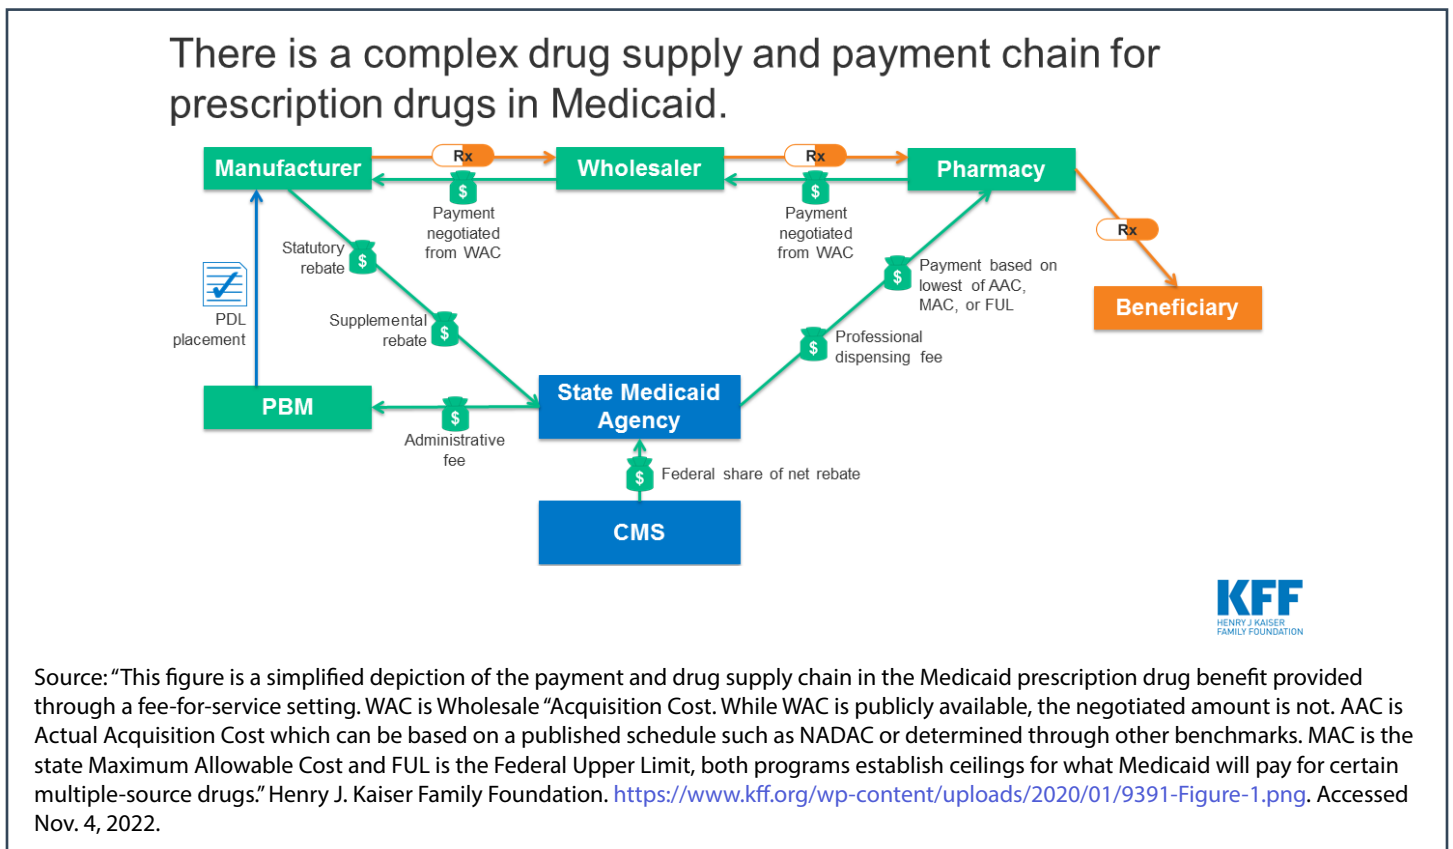 There is a complex drug supply and payment chain for
prescription drugs in Medicaid.
Manufacturer
Rx
Wholesaler
Rx
Pharmacy
$
Payment
negotiated
from WAC
$
Payment
negotiated
from WAC
Rx
Statutory
rebate
$
$
Payment based on
lowest of AAC,
MAC, or FUL
Beneficiary
PDL
placement
Supplemental
rebate
$
$
Professional
dispensing fee
PBM
$
Administrative
fee
State Medicaid
Agency
$
Federal share of net rebate
CMS
KFF
HENRY J KAISER
FAMILY FOUNDATION
Source: “This figure is a simplified depiction of the payment and drug supply chain in the Medicaid prescription drug benefit provided
through a fee-for-service setting. WAC is Wholesale “Acquisition Cost. While WAC is publicly available, the negotiated amount is not. AAC is
Actual Acquisition Cost which can be based on a published schedule such as NADAC or determined through other benchmarks. MAC is the
state Maximum Allowable Cost and FUL is the Federal Upper Limit, both programs establish ceilings for what Medicaid will pay for certain
multiple-source drugs.” Henry J. Kaiser Family Foundation. https://www.kff.org/wp-content/uploads/2020/01/9391-Figure-1.png. Accessed
Nov. 4, 2022.